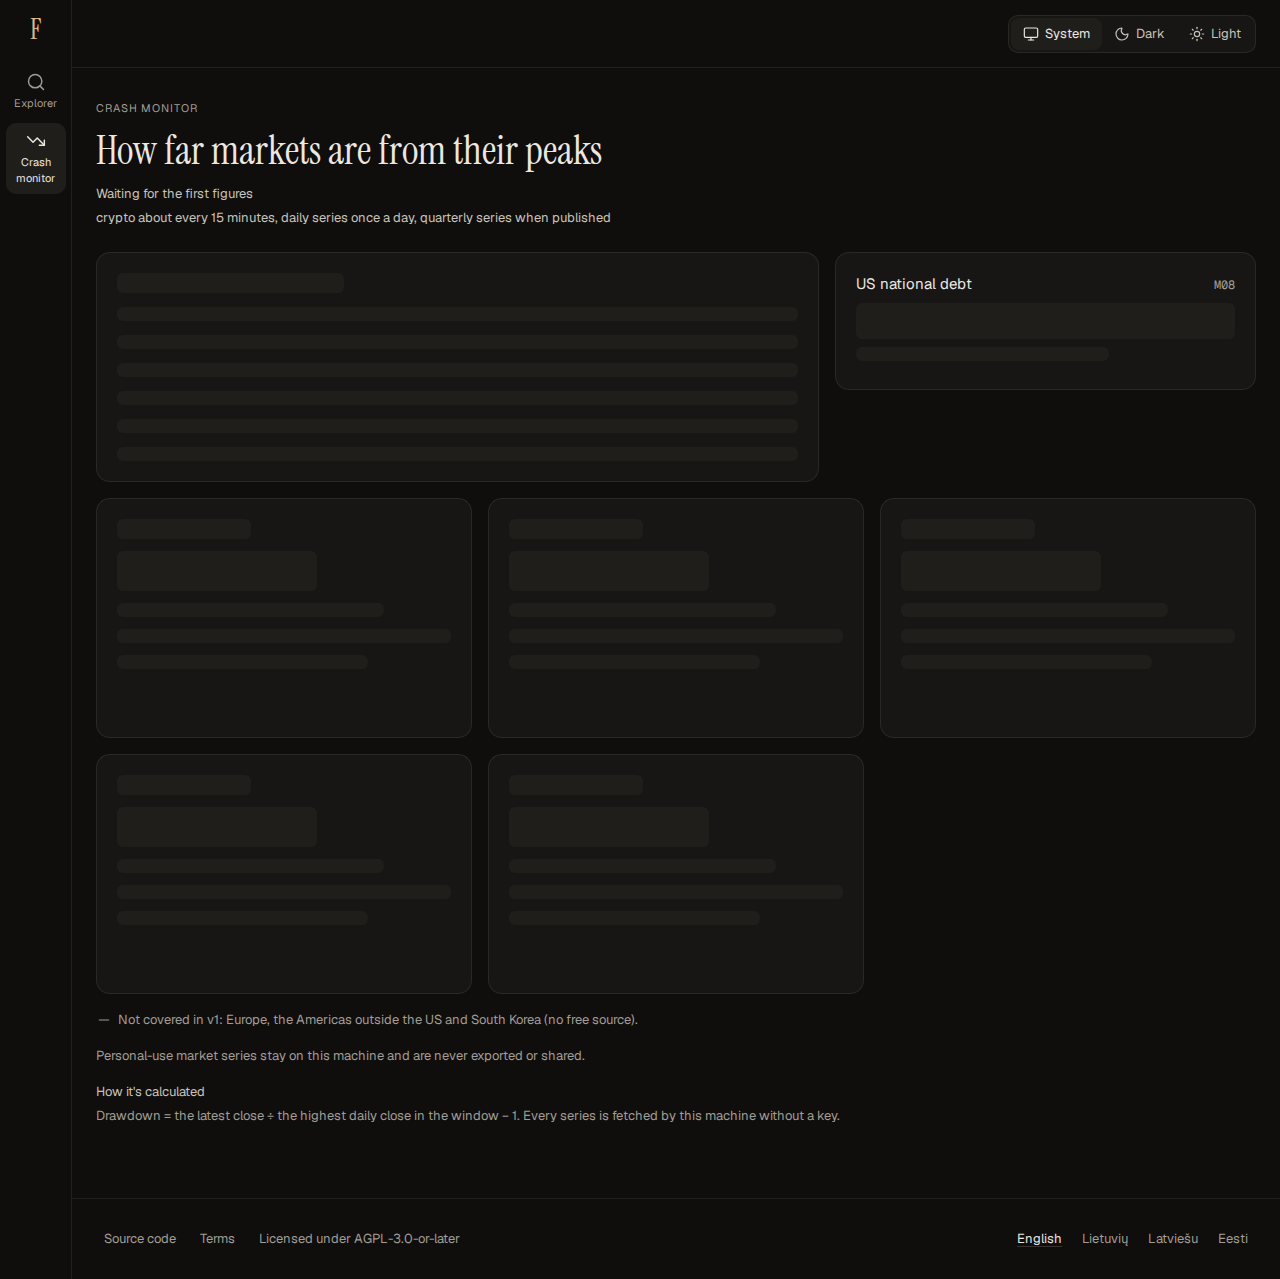 F
System
Dark
Light
Explorer
Crash
monitor
CRASH MONITOR
How far markets are from their peaks
Waiting for the first figures
crypto about every 15 minutes, daily series once a day, quarterly series when published
US national debt
M08
— Not covered in v1: Europe, the Americas outside the US and South Korea (no free source).
Personal-use market series stay on this machine and are never exported or shared.
How it's calculated
Drawdown = the latest close ÷ the highest daily close in the window − 1. Every series is fetched by this machine without a key.
Source code
Terms
Licensed under AGPL-3.0-or-later
English
Lietuvių
Latviešu
Eesti